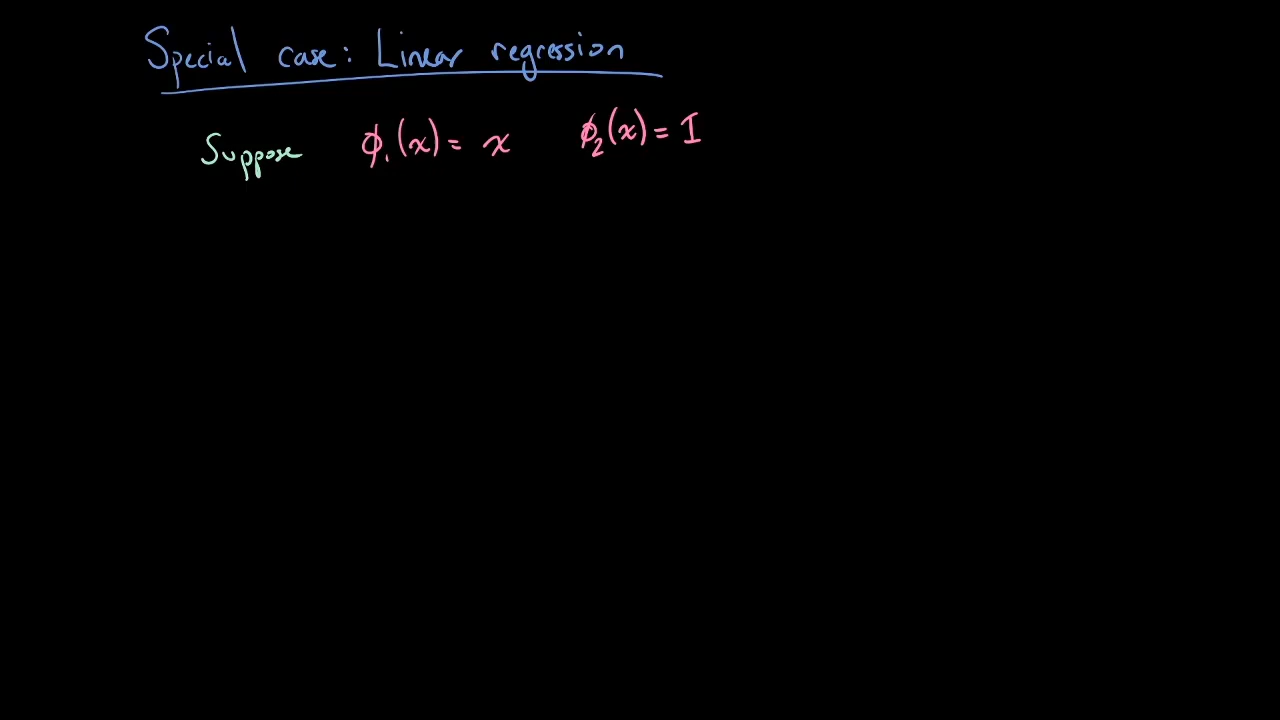 Special case: Linear regression
Suppose ϕ₁(x) = x ϕ₂(x) = 1